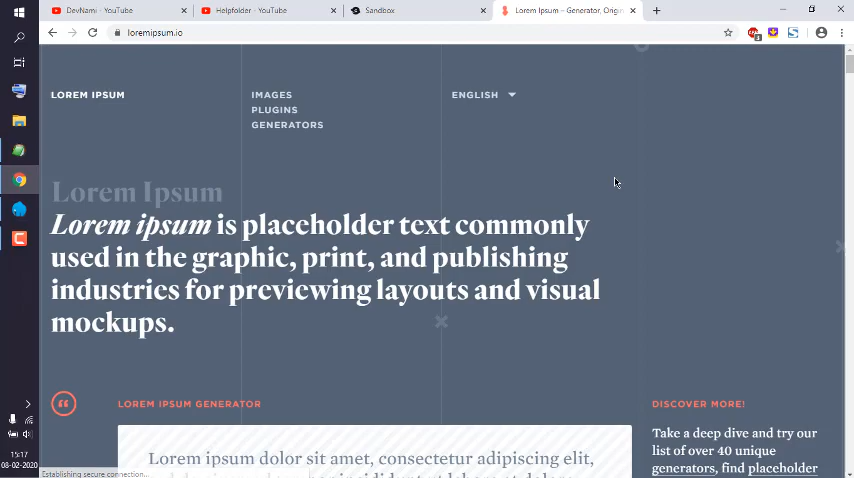 DevNami - YouTube
Helpfolder - YouTube
Sandbox
Lorem Ipsum – Generator, Origin
loremipsum.io
3
LOREM IPSUM
IMAGES
PLUGINS
GENERATORS
ENGLISH
Lorem Ipsum
Lorem ipsum is placeholder text commonly
used in the graphic, print, and publishing
industries for previewing layouts and visual
mockups.
LOREM IPSUM GENERATOR
Lorem ipsum dolor sit amet, consectetur adipiscing elit,
DISCOVER MORE!
Take a deep dive and try our
list of over 40 unique
generators, find placeholder
Establishing secure connection...
15:17
08-02-2020